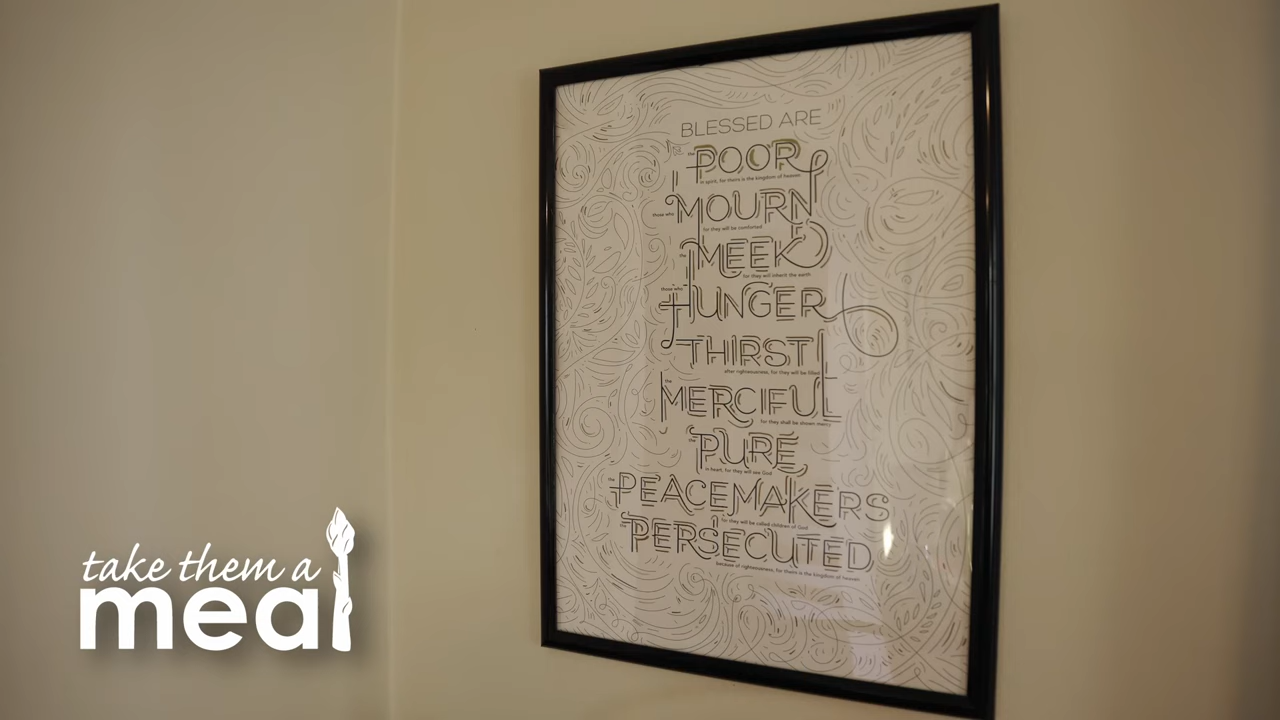 BLESSED ARE
the POOR
in spirit, for theirs is the kingdom of heaven
those who MOURN
for they will be comforted
the MEEK
for they will inherit the earth
those who HUNGER
THIRST
after righteousness, for they will be filled
the MERCIFUL
for they shall be shown mercy
the PURE
in heart, for they will see God
the PEACEMAKERS
for they will be called children of God
the PERSECUTED
because of righteousness, for theirs is the kingdom of heaven
take them a
meal